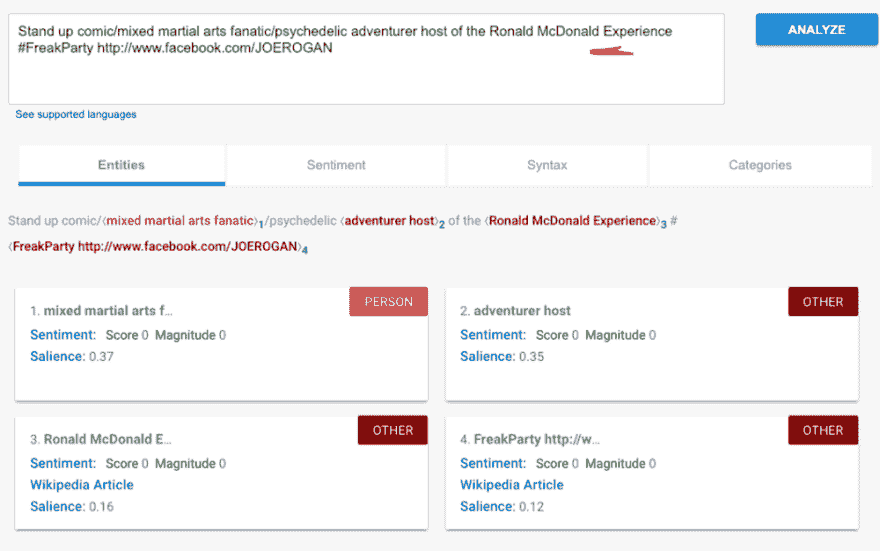 Stand up comic/mixed martial arts fanatic/psychedelic adventurer host of the Ronald McDonald Experience
#FreakParty http://www.facebook.com/JOEROGAN
ANALYZE
See supported languages
Entities Sentiment Syntax Categories
Stand up comic/⟨mixed martial arts fanatic⟩1/psychedelic ⟨adventurer host⟩2 of the ⟨Ronald McDonald Experience⟩3 #
⟨FreakParty http://www.facebook.com/JOEROGAN⟩4
1. mixed martial arts f... PERSON
Sentiment: Score 0 Magnitude 0
Salience: 0.37
2. adventurer host OTHER
Sentiment: Score 0 Magnitude 0
Salience: 0.35
3. Ronald McDonald E... OTHER
Sentiment: Score 0 Magnitude 0
Wikipedia Article
Salience: 0.16
4. FreakParty http://w... OTHER
Sentiment: Score 0 Magnitude 0
Wikipedia Article
Salience: 0.12